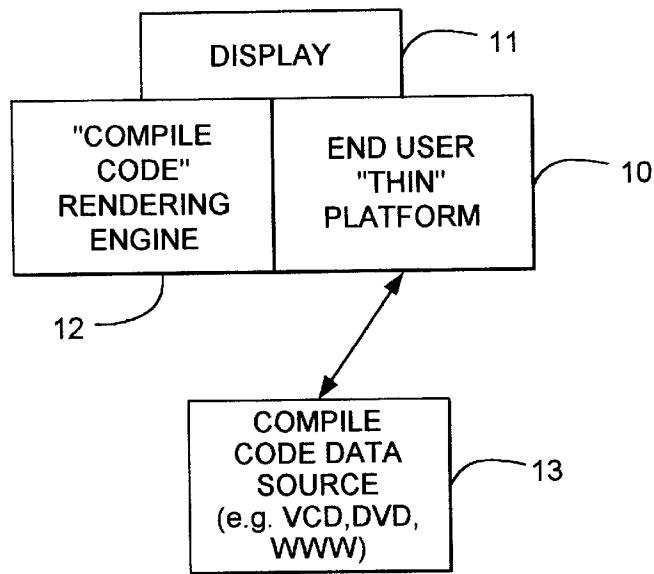 DISPLAY
11
"COMPILE
CODE"
RENDERING
ENGINE
END USER
"THIN"
PLATFORM
10
12
COMPILE
CODE DATA
SOURCE
(e.g. VCD,DVD,
WWW)
13